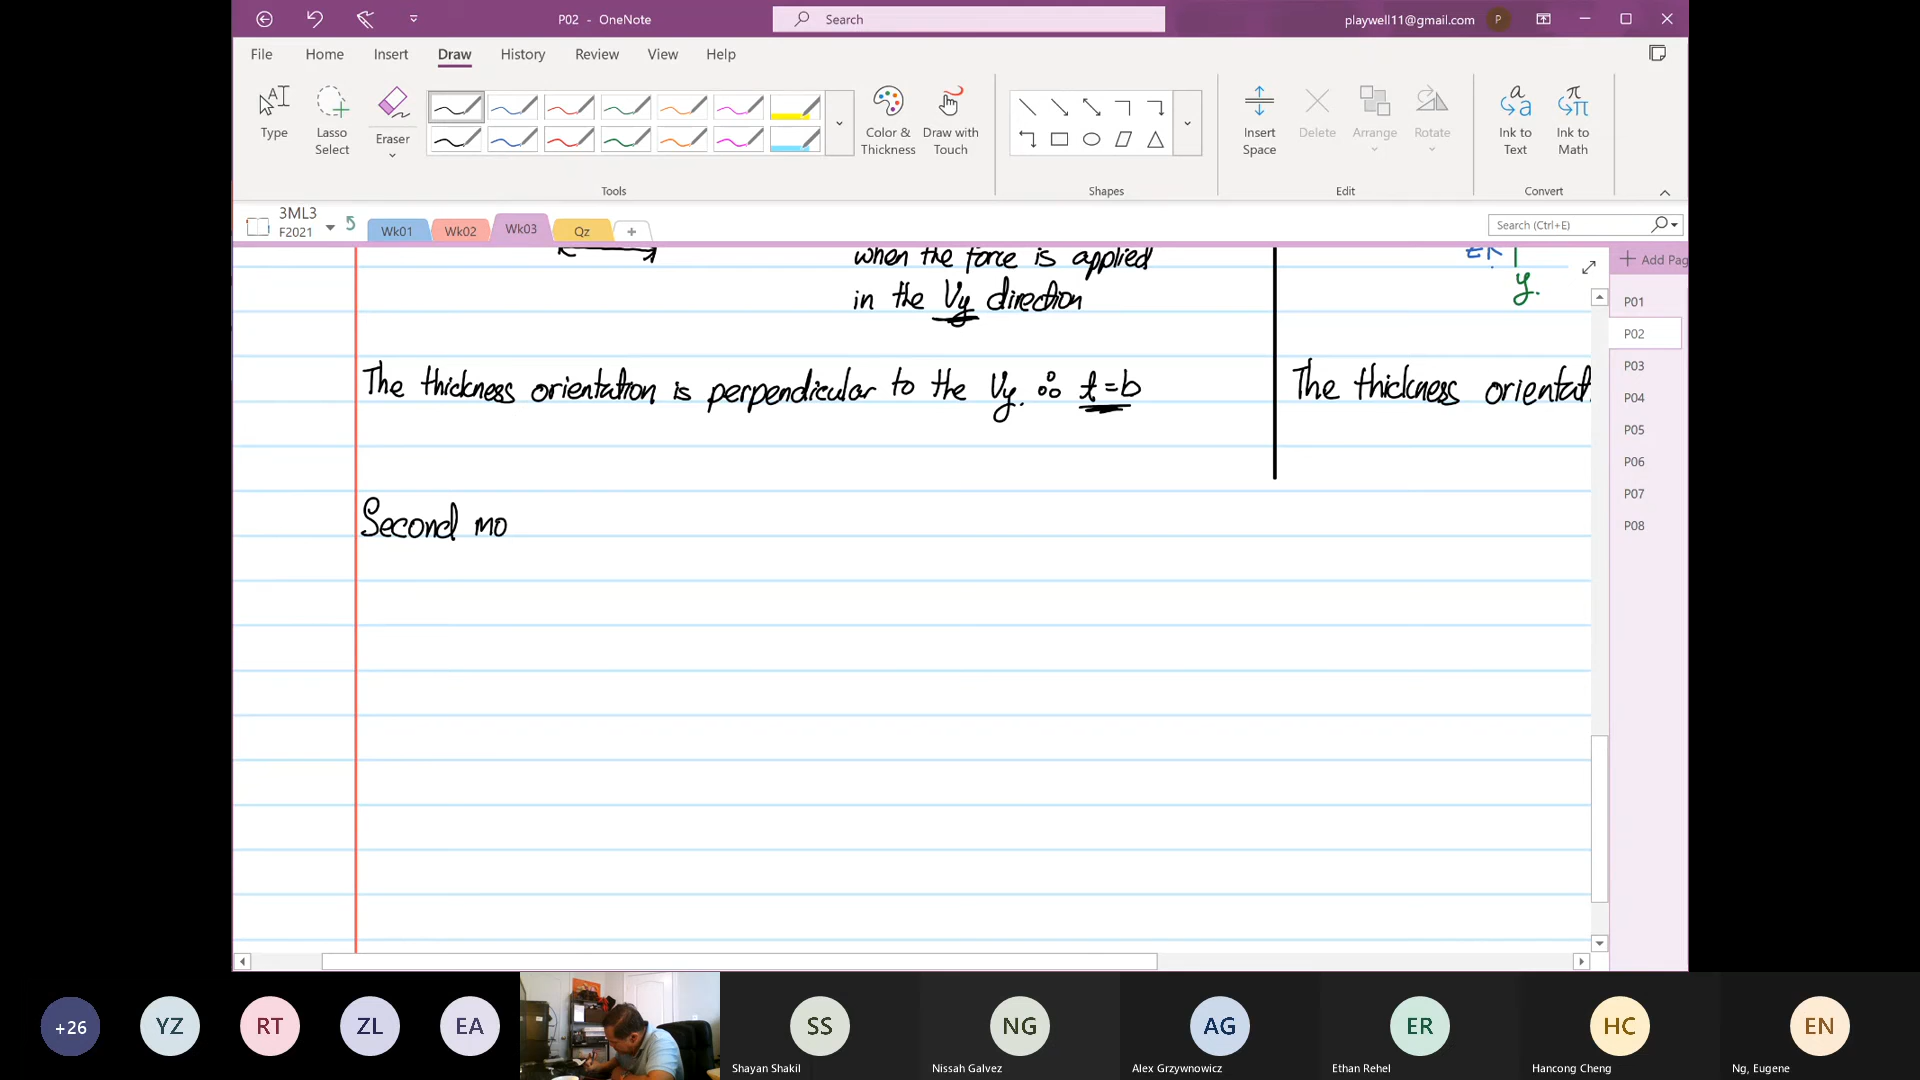 P02 - OneNote
Search
playwell11@gmail.com
P
File Home Insert Draw History Review View Help
Type
Lasso Select
Eraser
Color & Thickness
Draw with Touch
Insert Space
Delete
Arrange
Rotate
Ink to Text
Ink to Math
Tools
Shapes
Edit
Convert
3ML3
F2021
Wk01
Wk02
Wk03
Qz
Search (Ctrl+E)
Add Pag
P01
P02
P03
P04
P05
P06
P07
P08
when the force is applied
in the Vy direction
y.
The thickness orientation is perpendicular to the Vy. ∴ t = b
The thickness orientat
Second mo
+26
YZ
RT
ZL
EA
SS
Shayan Shakil
NG
Nissah Galvez
AG
Alex Grzywnowicz
ER
Ethan Rehel
HC
Hancong Cheng
EN
Ng, Eugene